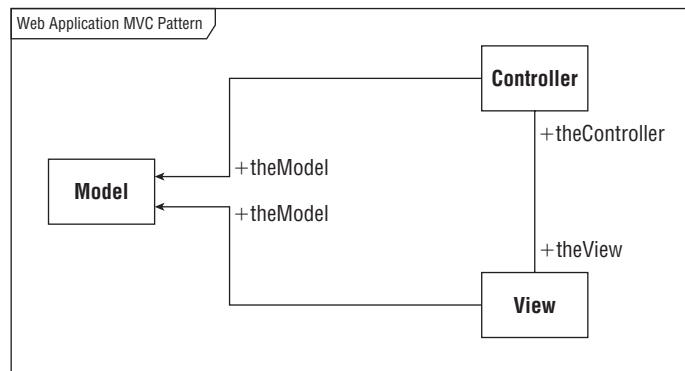 Web Application MVC Pattern
Controller
+theController
+theModel
Model
+theModel
+theView
View